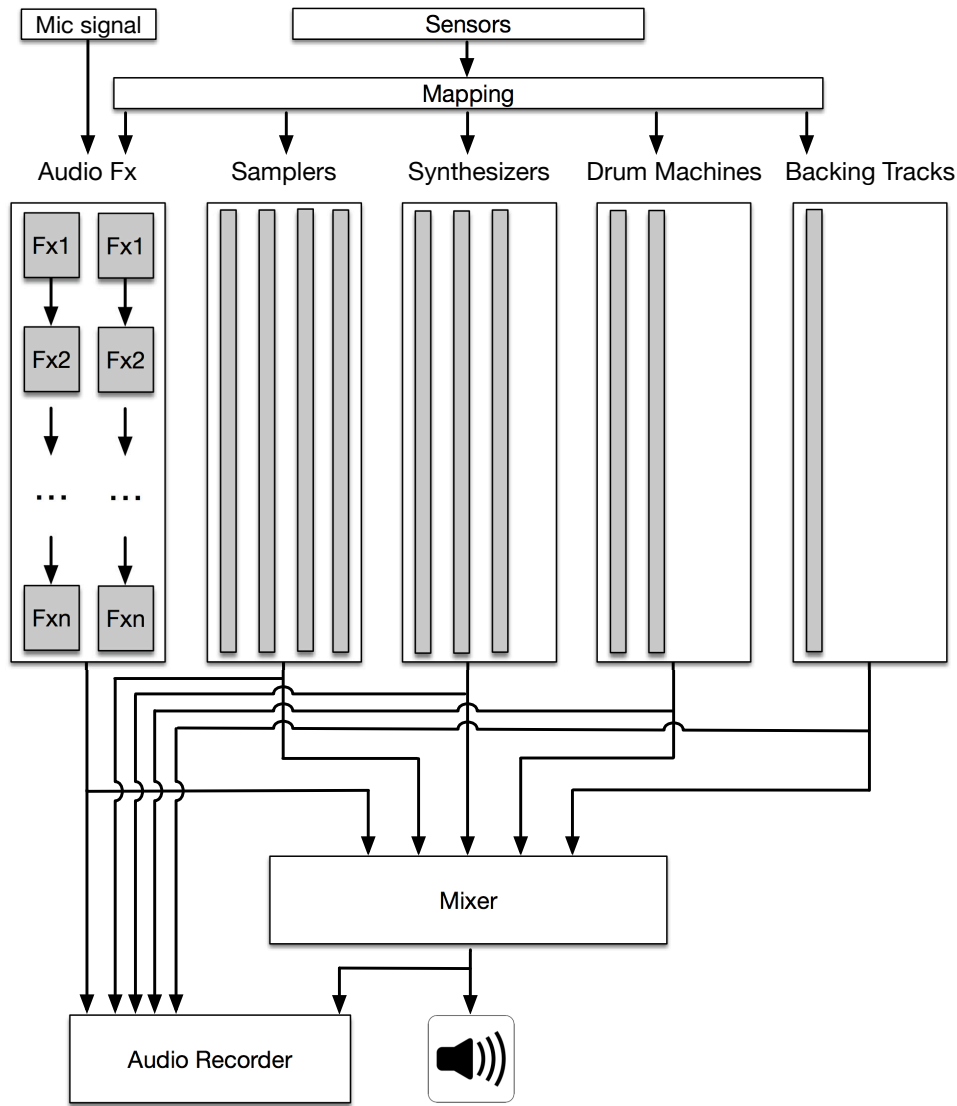 Mic signal
Sensors
Mapping
Audio Fx
Samplers
Synthesizers
Drum Machines
Backing Tracks
Fx1
Fx1
Fx2
Fx2
...
...
Fxn
Fxn
Mixer
Audio Recorder